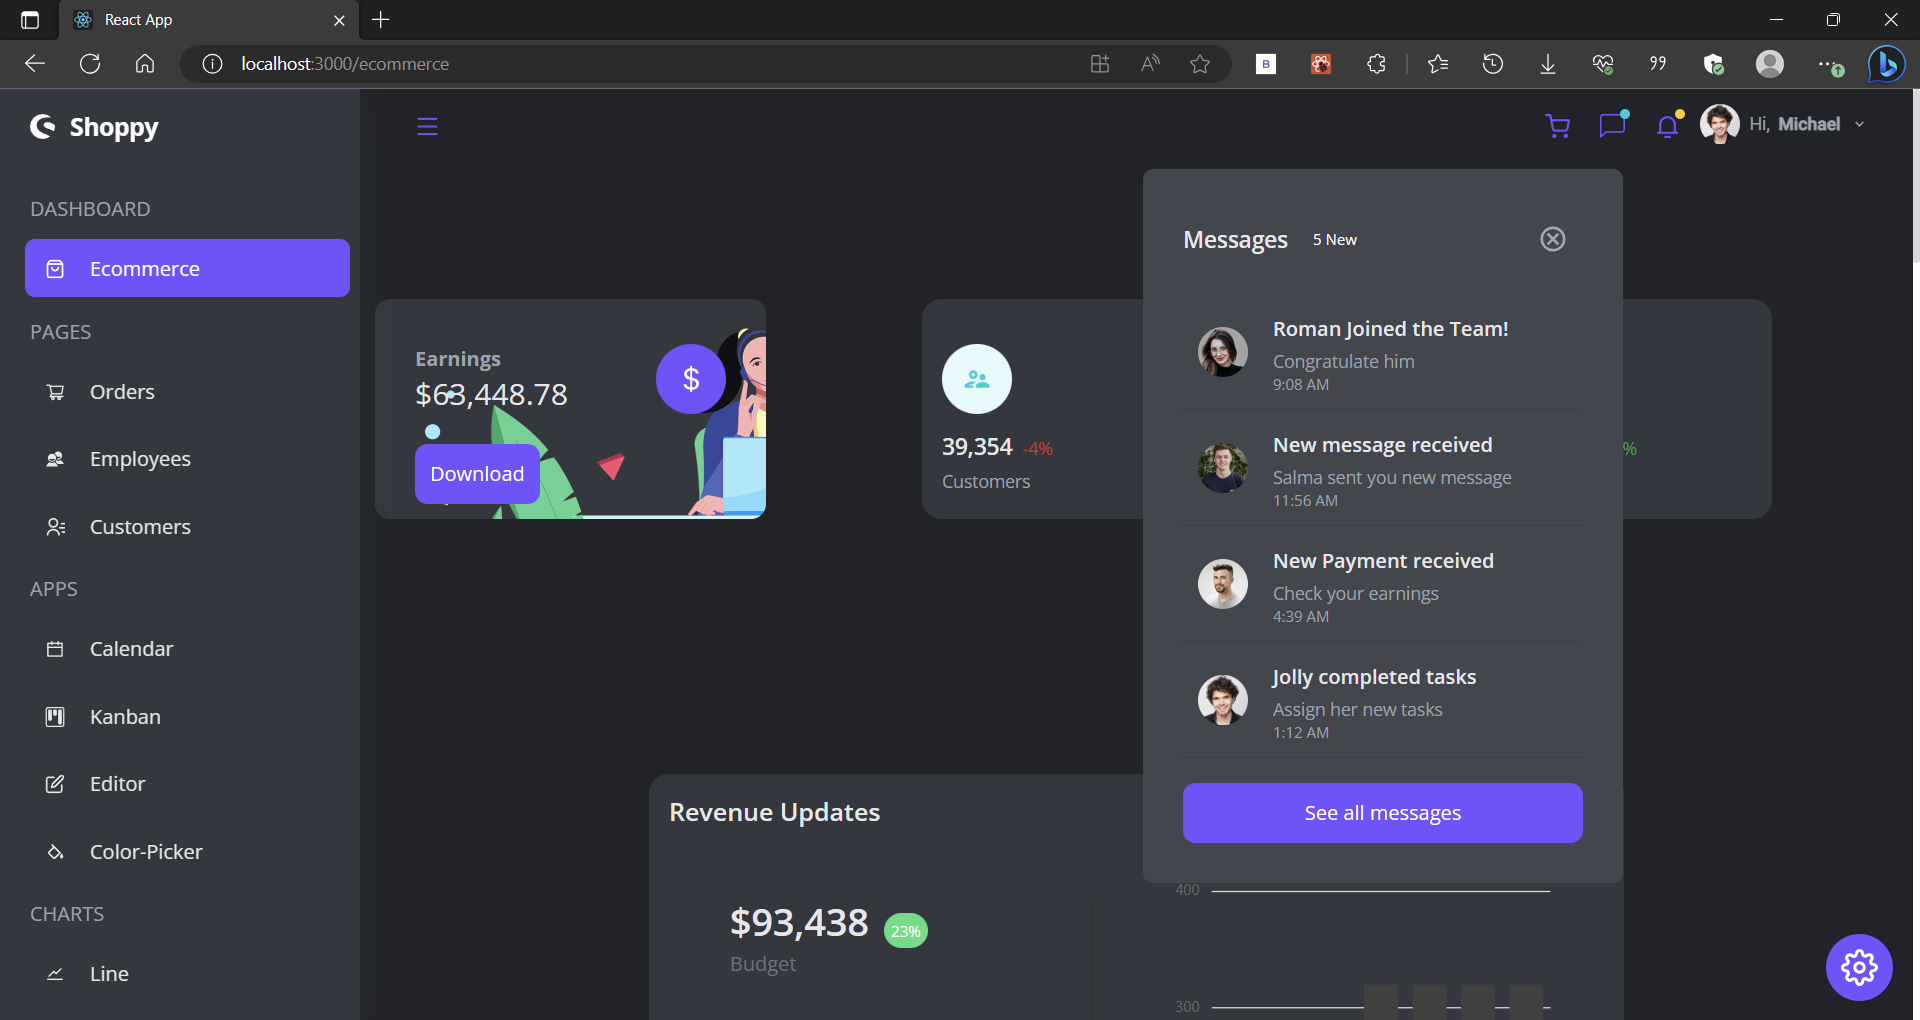 React App
localhost:3000/ecommerce
B
Shoppy
Hi, Michael
DASHBOARD
Ecommerce
PAGES
Orders
Employees
Customers
APPS
Calendar
Kanban
Editor
Color-Picker
CHARTS
Line
Earnings
$63,448.78
$
Download
39,354 -4%
Customers
%
Messages 5 New
Roman Joined the Team!
Congratulate him
9:08 AM
New message received
Salma sent you new message
11:56 AM
New Payment received
Check your earnings
4:39 AM
Jolly completed tasks
Assign her new tasks
1:12 AM
See all messages
Revenue Updates
$93,438 23%
Budget
400
300